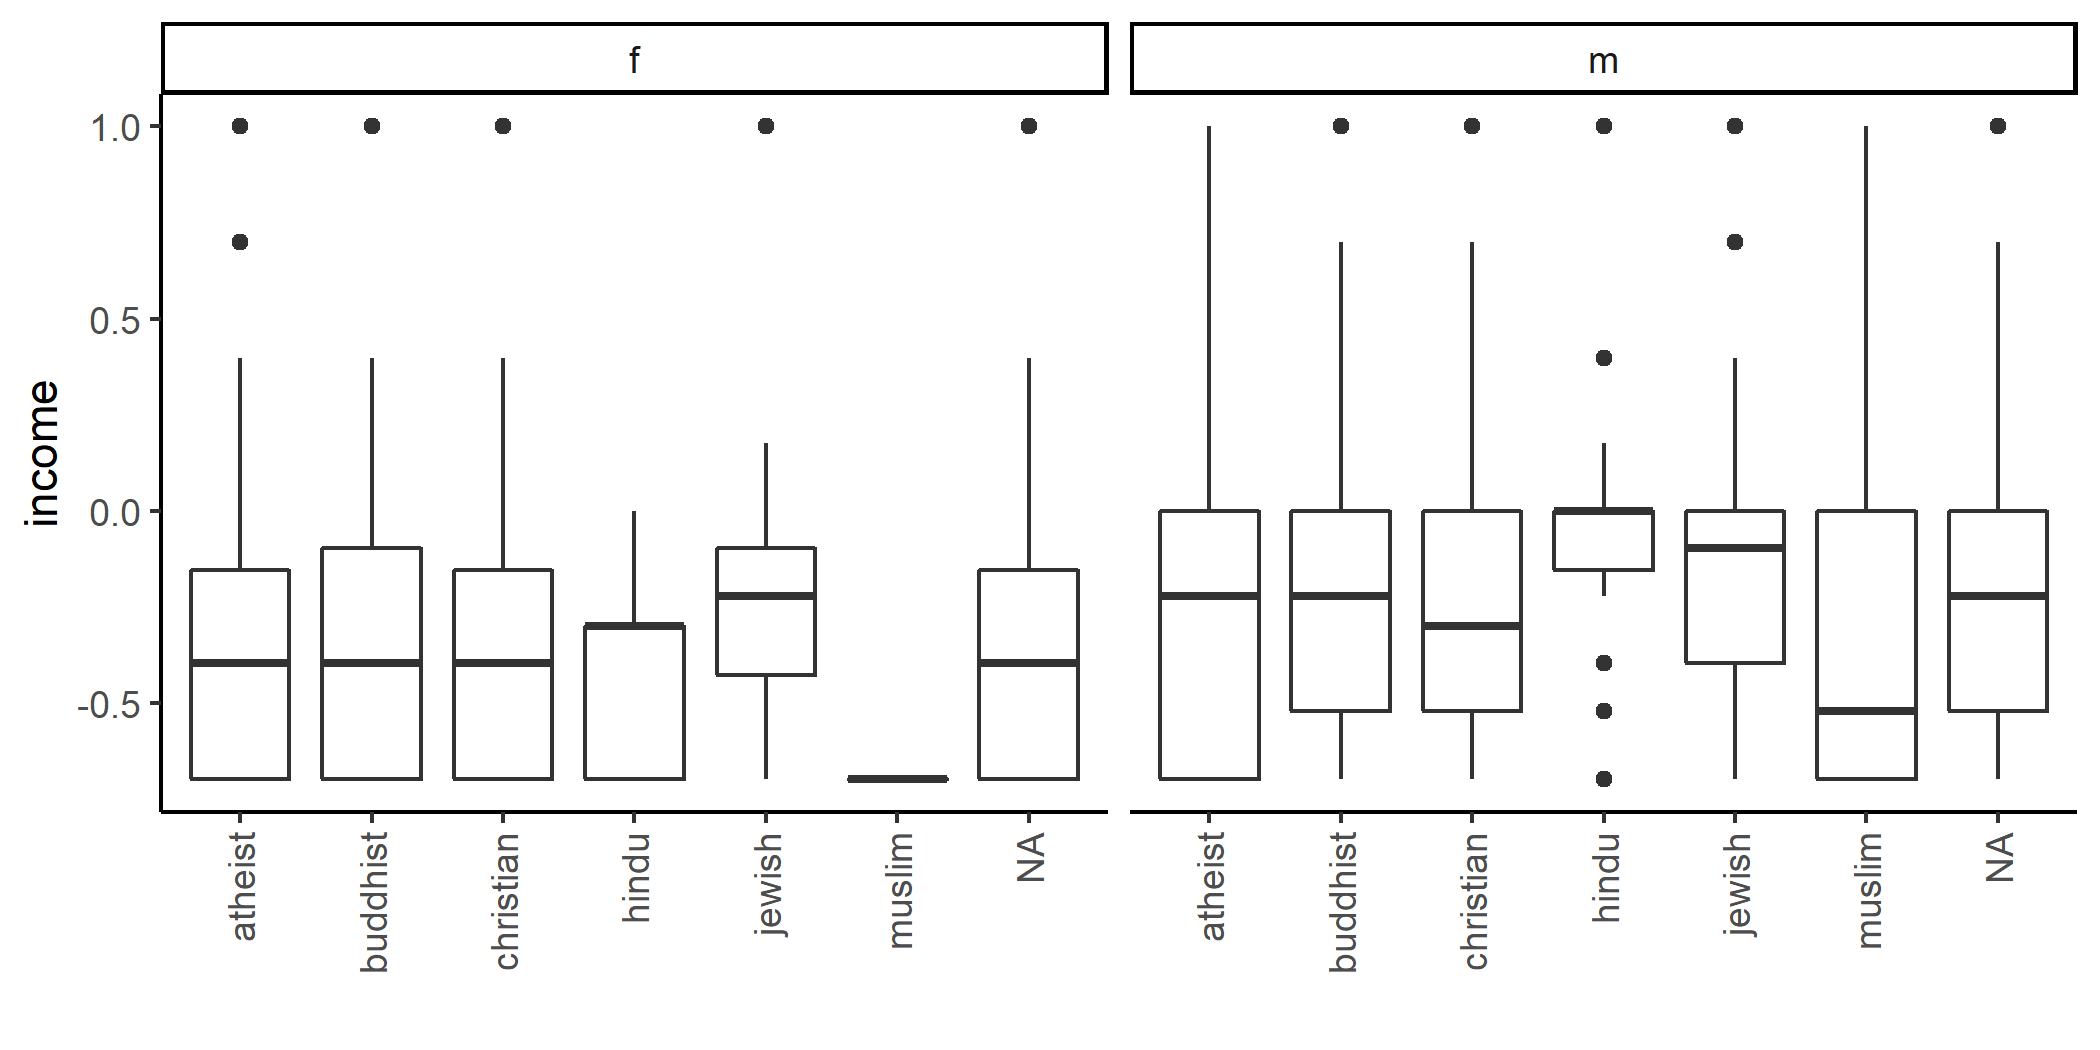 f
m
income
1.0
0.5
0.0
-0.5
atheist
buddhist
christian
hindu
jewish
muslim
NA
atheist
buddhist
christian
hindu
jewish
muslim
NA